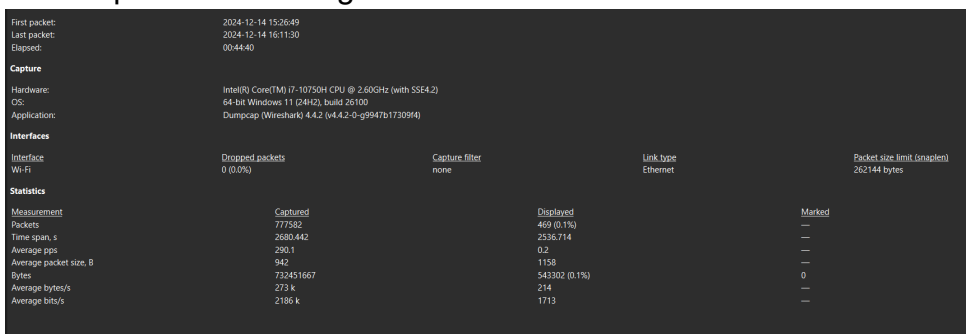 First packet: 2024-12-14 15:26:49
Last packet: 2024-12-14 16:11:30
Elapsed: 00:44:40
Capture
Hardware: Intel(R) Core(TM) i7-10750H CPU @ 2.60GHz (with SSE4.2)
OS: 64-bit Windows 11 (24H2), build 26100
Application: Dumpcap (Wireshark) 4.4.2 (v4.4.2-0-g9947b17309f4)
Interfaces
Interface Dropped packets Capture filter Link type Packet size limit (snaplen)
Wi-Fi 0 (0.0%) none Ethernet 262144 bytes
Statistics
Measurement Captured Displayed Marked
Packets 777582 469 (0.1%) —
Time span, s 2680.442 2536.714 —
Average pps 290.1 0.2 —
Average packet size, B 942 1158 —
Bytes 732451667 543302 (0.1%) 0
Average bytes/s 273 k 214 —
Average bits/s 2186 k 1713 —